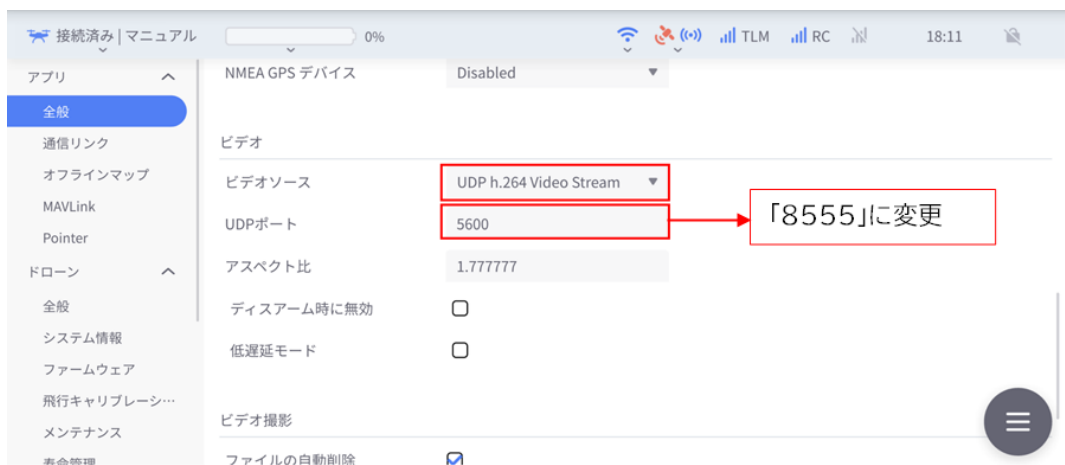 接続済み | マニュアル 0% TLM RC 18:11
アプリ
全般
通信リンク
オフラインマップ
MAVLink
Pointer
ドローン
全般
システム情報
ファームウェア
飛行キャリブレーシ…
メンテナンス
寿命管理
NMEA GPS デバイス Disabled
ビデオ
ビデオソース UDP h.264 Video Stream
UDPポート 5600
「8555」に変更
アスペクト比 1.777777
ディスアーム時に無効
低遅延モード
ビデオ撮影
ファイルの自動削除